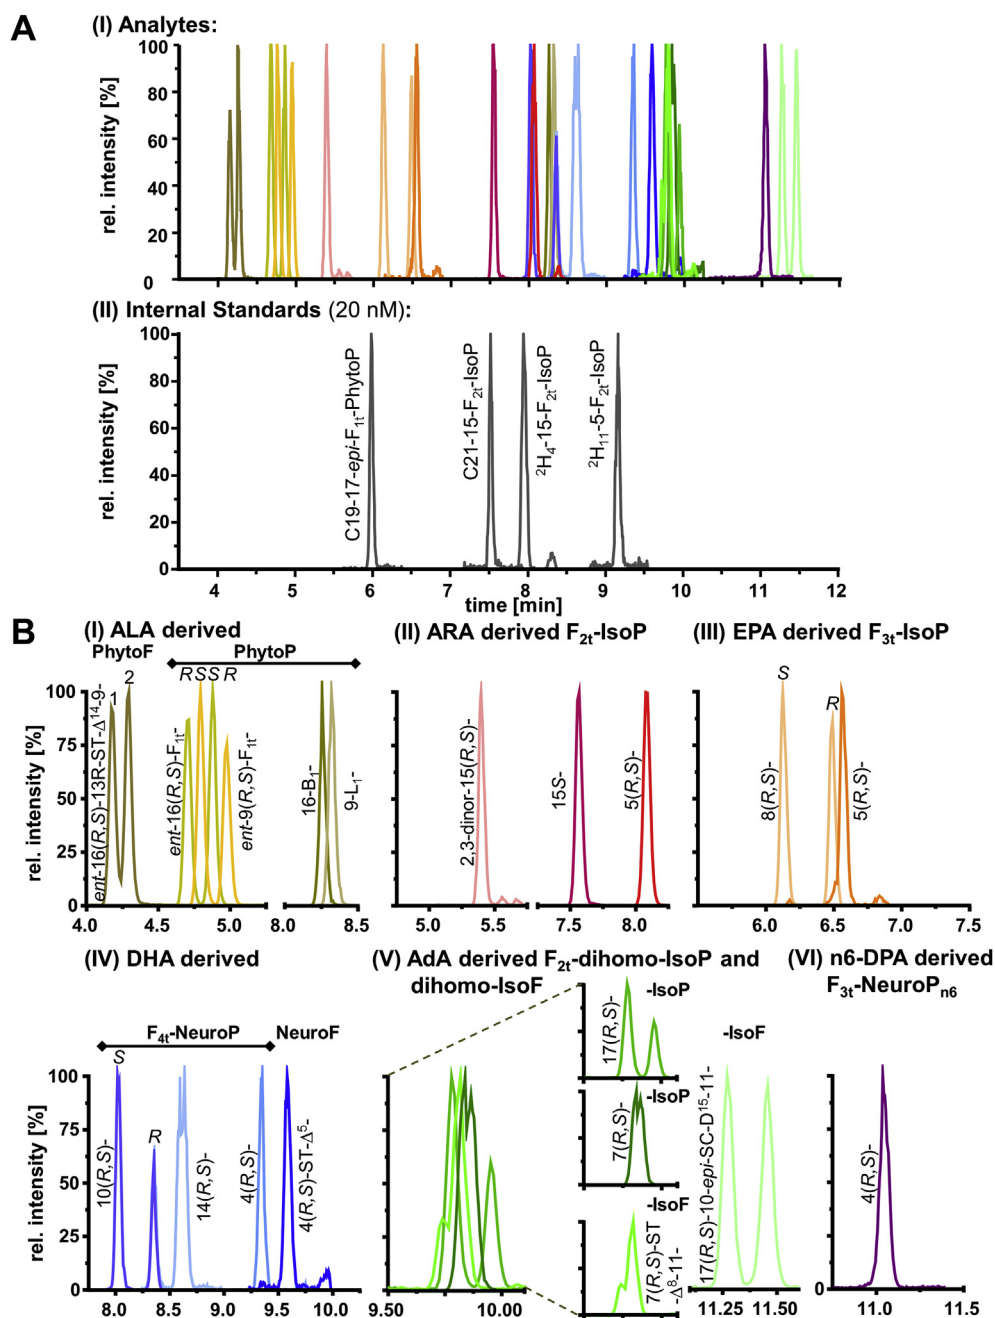 A
(I) Analytes:
rel. intensity [%]
100
80
60
40
20
0
(II) Internal Standards (20 nM):
rel. intensity [%]
100
80
60
40
20
0
C19-17-epi-F1t-PhytoP
C21-15-F2t-IsoP
²H4-15-F2t-IsoP
²H11-5-F2t-IsoP
4 5 6 7 8 9 10 11 12
time [min]
B
(I) ALA derived
PhytoF
PhytoP
1 2
R S S R
rel. intensity [%]
100
75
50
25
0
ent-16(R,S)-13R-ST-Δ¹⁴-9-
ent-16(R,S)-F1t-
ent-9(R,S)-F1t-
16-B1-
9-L1-
4.0 4.5 5.0 8.0 8.5
(II) ARA derived F2t-IsoP
2,3-dinor-15(R,S)-
15S-
5(R,S)-
5.0 5.5 7.5 8.0
(III) EPA derived F3t-IsoP
S
R
8(R,S)-
5(R,S)-
6.0 6.5 7.0 7.5
(IV) DHA derived
F4t-NeuroP
NeuroF
S
R
rel. intensity [%]
100
75
50
25
0
10(R,S)-
14(R,S)-
4(R,S)-
4(R,S)-ST-Δ⁵-
8.0 8.5 9.0 9.5 10.0
(V) AdA derived F2t-dihomo-IsoP and
dihomo-IsoF
9.50 10.00
-IsoP
17(R,S)-
-IsoP
7(R,S)-
-IsoF
7(R,S)-ST
-Δ⁸-11-
-IsoF
17(R,S)-10-epi-SC-D¹⁵-11-
11.25 11.50
(VI) n6-DPA derived
F3t-NeuroPn6
4(R,S)-
0
11.0 11.5